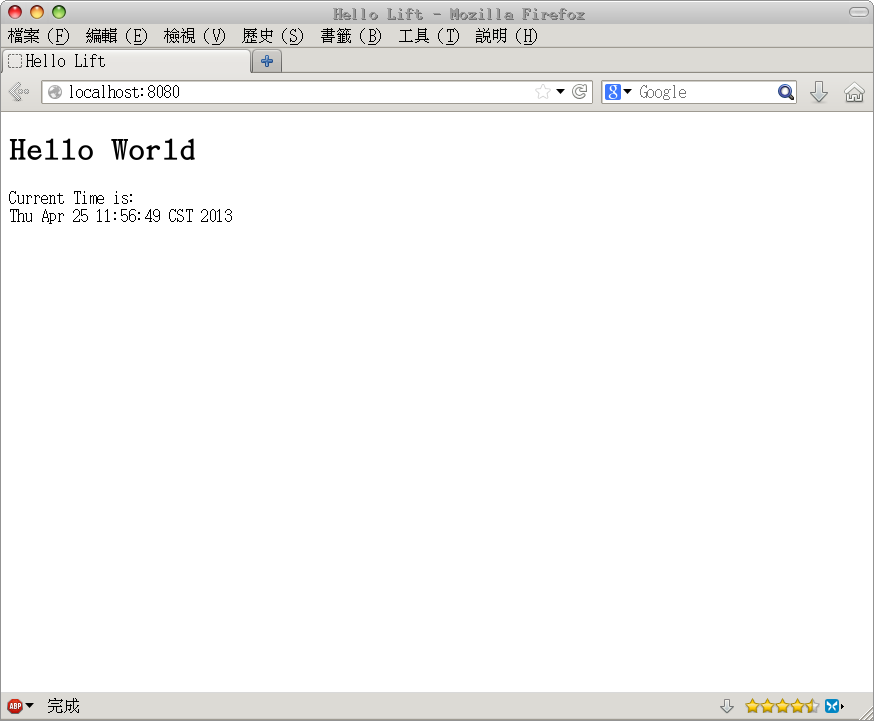 Hello Lift - Mozilla Firefox
檔案 (F) 編輯 (E) 檢視 (V) 歷史 (S) 書籤 (B) 工具 (T) 說明 (H)
Hello Lift
localhost:8080
8 Google
Hello World
Current Time is:
Thu Apr 25 11:56:49 CST 2013
ABP 完成